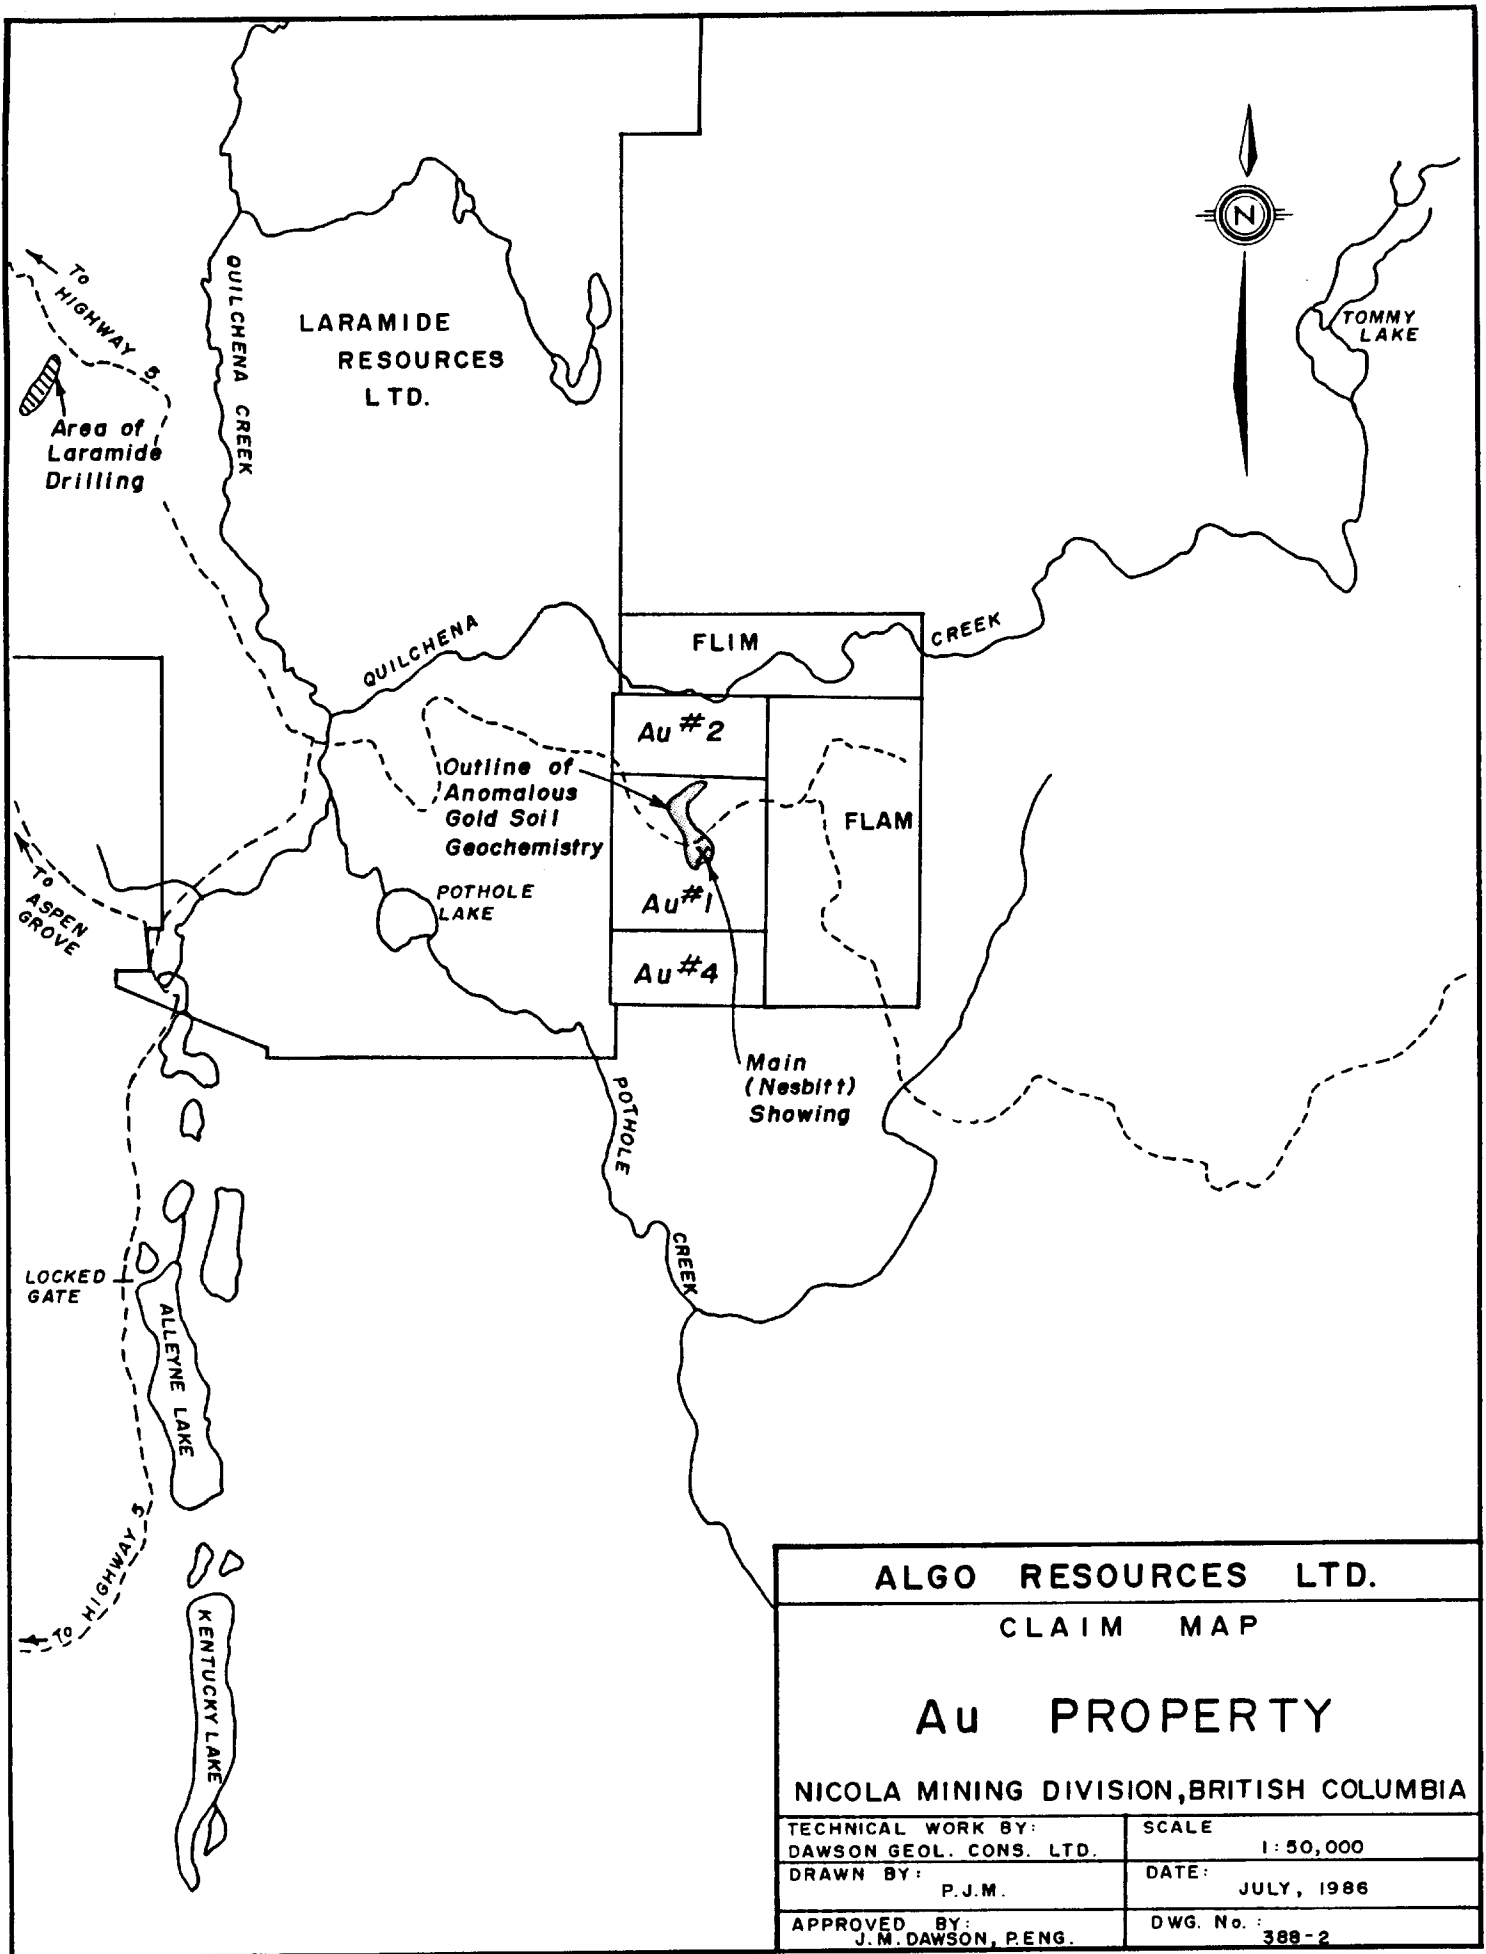 N
TOMMY
LAKE
TO
HIGHWAY 5
QUILCHENA CREEK
LARAMIDE
RESOURCES
LTD.
Area of
Laramide
Drilling
QUILCHENA
CREEK
FLIM
Au #2
Outline of
Anomalous
Gold Soil
Geochemistry
FLAM
TO
ASPEN
GROVE
POTHOLE
LAKE
Au #1
Au #4
Main
(Nesbitt)
Showing
POTHOLE
CREEK
LOCKED
GATE
ALLEYNE LAKE
TO HIGHWAY 5
KENTUCKY LAKE
ALGO RESOURCES LTD.
CLAIM MAP
Au PROPERTY
NICOLA MINING DIVISION, BRITISH COLUMBIA
TECHNICAL WORK BY:
DAWSON GEOL. CONS. LTD.
SCALE
1:50,000
DRAWN BY:
P.J.M.
DATE:
JULY, 1986
APPROVED BY:
J.M. DAWSON, P.ENG.
DWG. No. :
388-2